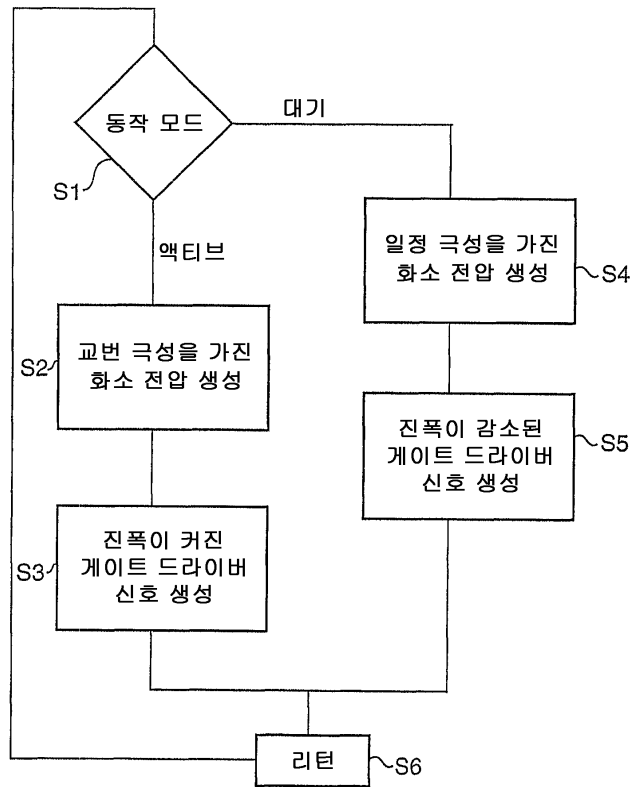 동작 모드
S1
대기
액티브
일정 극성을 가진
화소 전압 생성
S4
교번 극성을 가진
화소 전압 생성
S2
진폭이 감소된
게이트 드라이버
신호 생성
S5
진폭이 커진
게이트 드라이버
신호 생성
S3
리턴
S6